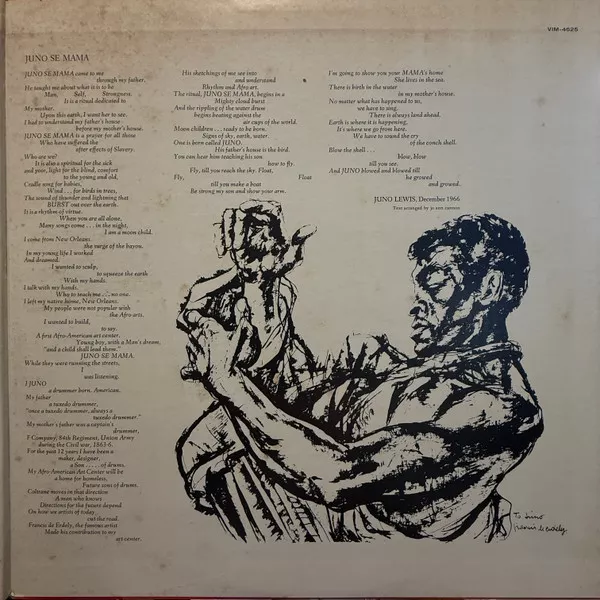 VIM-4625
JUNO SE MAMA
JUNO SE MAMA came to me
through my father.
He taught me about what is to be
Man, Self, Strongness.
It is a ritual dedicated to
My mother.
Upon this earth, I want her to see.
I had to understand my father's house
before my mother's house.
JUNO SE MAMA is a prayer for all those
Who have suffered the
after effects of Slavery.
Who are we?
It is also a spiritual for the sick
and poor, light for the blind, comfort
to the young and old,
Cradle song for babies,
Wind . . . for birds in trees,
The sound of thunder and lightning that
BURST out over the earth.
It is a rhythm of virtue.
When you are all alone,
Many songs come . . . in the night,
I am a moon child.
I come from New Orleans.
the surge of the bayou.
In my young life I worked
And dreamed.
I wanted to sculp,
to squeeze the earth
With my hands.
I talk with my hands.
Who to touch me . . . no one.
I left my native home, New Orleans.
My people were not popular with
the Afro arts.
I wanted to build,
to say.
A first Afro-American art center.
Young boy, with a Man's dream,
"and a child shall lead them."
JUNO SE MAMA
While they were running the streets,
I
was listening.
I JUNO
a drummer born. American.
My father
a tuxedo drummer,
"once a tuxedo drummer, always a
tuxedo drummer."
My mother's father was a captain's
drummer,
F Company, 84th Regiment, Union Army
during the Civil war, 1863-6.
For the past 12 years I have been a
maker, designer,
a Son . . . . . of drums.
My Afro-American Art Center will be
a home for homeless,
Future sons of drums.
Coltrane moves in that direction
A man who knows
Directions for the future depend
On how we artists of today
cut the road.
Francis de Erdely, the famous artist
Made his contribution to my
art center.
His sketchings of me see into
and understand
Rhythm and Afro art.
The ritual, JUNO SE MAMA, begins in a
Mighty cloud burst
And the rippling of the water drum
begins beating against the
air cups of the world.
Moon children . . . ready to be born.
Signs of sky, earth, water.
One is been called JUNO.
His father's house is the bird.
You can hear him teaching his son
how to fly.
Fly, till you reach the sky. Float,
Fly, Float
till you make a boat
Be strong my son and show your arm.
I'm going to show you your MAMA's home
She lives in the sea.
There is birth in the water
in my mother's house.
No matter what has happened to us,
we have to sing.
There is always land ahead.
Earth is where it is happening.
It's where we go from here.
We have to sound the cry
of the conch shell.
Blow the shell . . .
blow, blow
till you see.
And JUNO blowed and blowed till
he growed
and growed.
JUNO LEWIS, December 1966
Text arranged by jo ann cannon
To Juno
Francis de Erdely